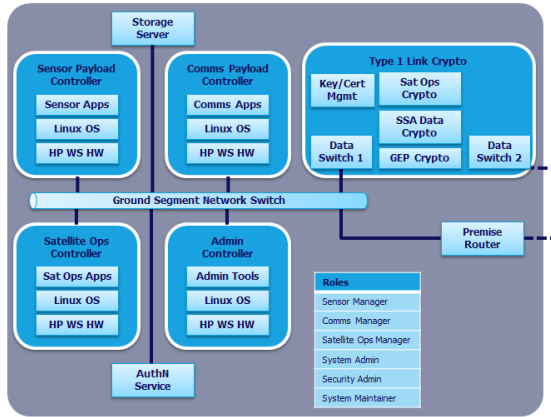 Storage
Server
Sensor Payload
Controller
Sensor Apps
Linux OS
HP WS HW
Comms Payload
Controller
Comms Apps
Linux OS
HP WS HW
Type 1 Link Crypto
Key/Cert
Mgmt
Sat Ops
Crypto
SSA Data
Crypto
Data
Switch 1
GEP Crypto
Data
Switch 2
Ground Segment Network Switch
Satellite Ops
Controller
Sat Ops Apps
Linux OS
HP WS HW
Admin
Controller
Admin Tools
Linux OS
HP WS HW
Premise
Router
Roles
Sensor Manager
Comms Manager
Satellite Ops Manager
System Admin
Security Admin
System Maintainer
AuthN
Service